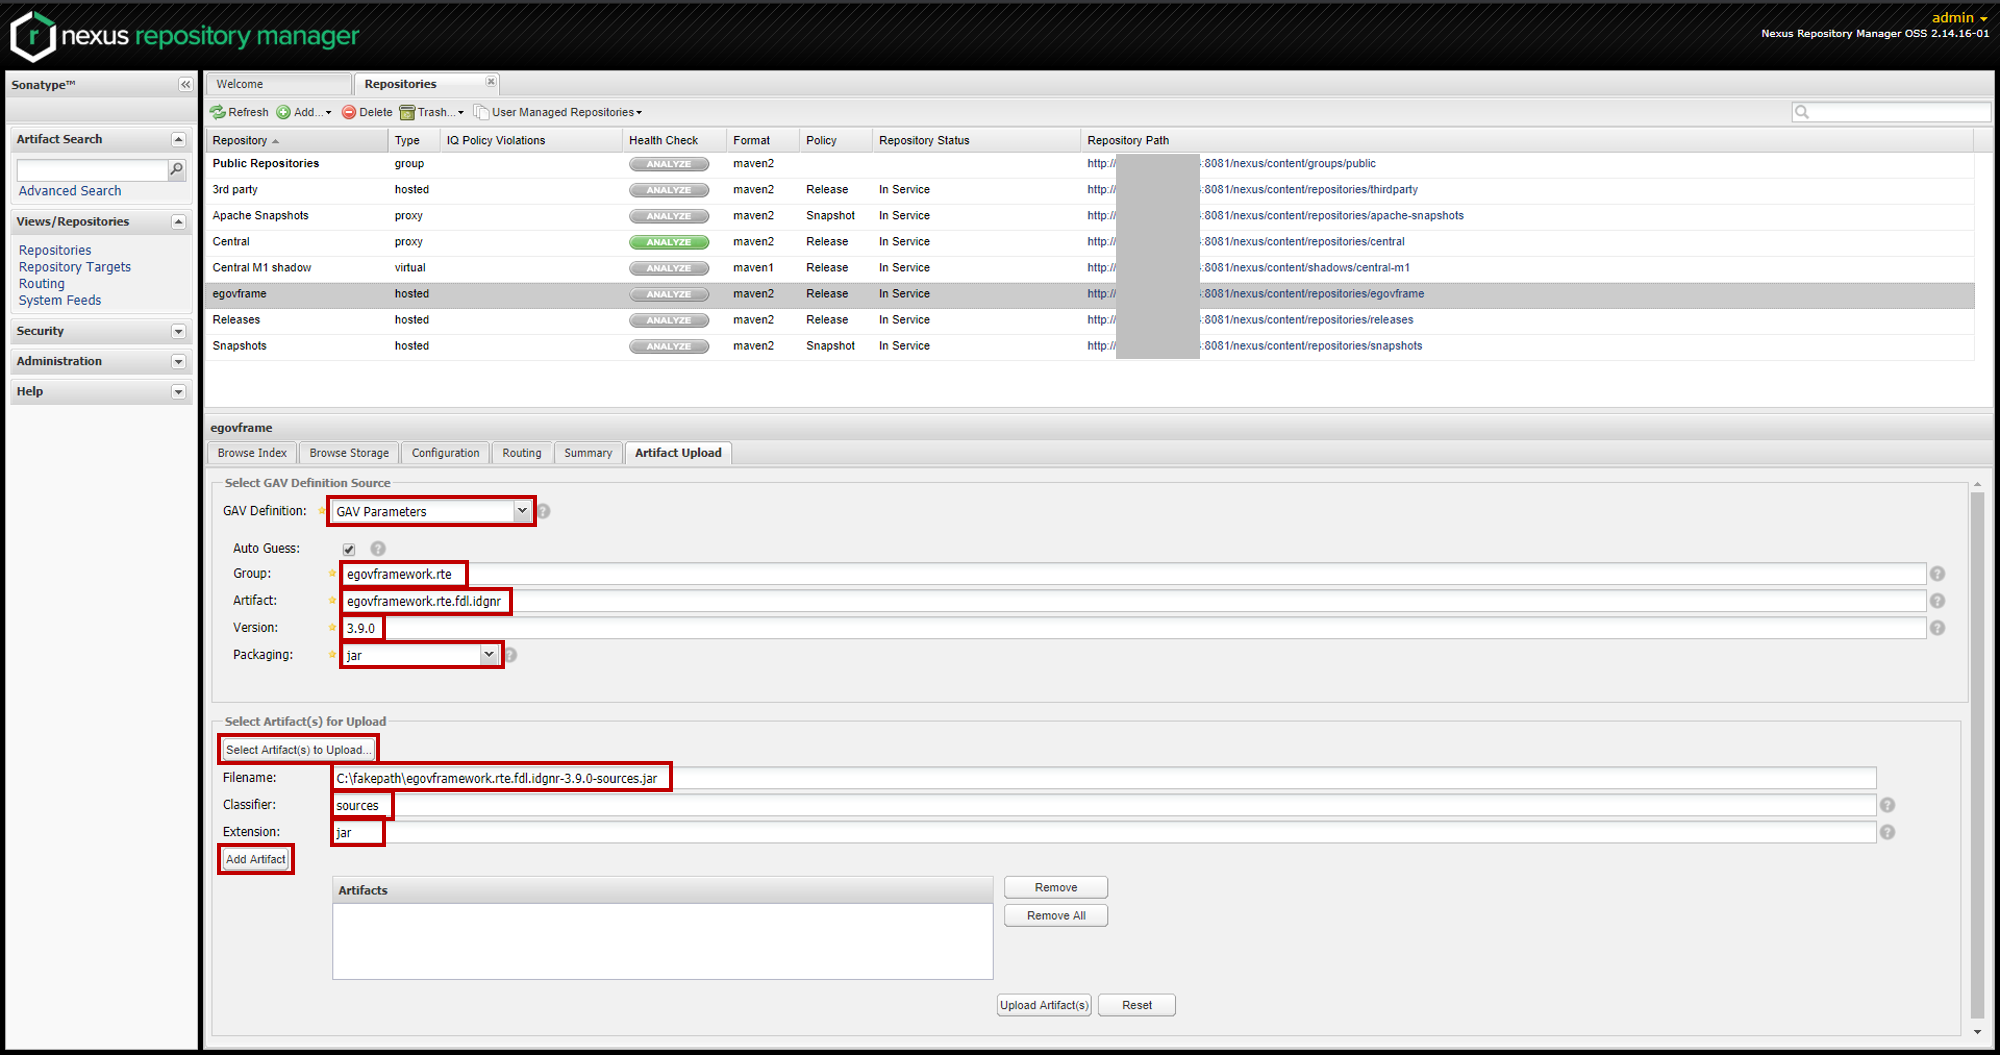 nexus repository manager
admin
Nexus Repository Manager OSS 2.14.16-01
Sonatype™
Artifact Search
Advanced Search
Views/Repositories
Repositories
Repository Targets
Routing
System Feeds
Security
Administration
Help
Welcome
Repositories
Refresh Add... Delete Trash... User Managed Repositories
Repository Type IQ Policy Violations Health Check Format Policy Repository Status Repository Path
Public Repositories group ANALYZE maven2 http:// :8081/nexus/content/groups/public
3rd party hosted ANALYZE maven2 Release In Service http:// :8081/nexus/content/repositories/thirdparty
Apache Snapshots proxy ANALYZE maven2 Snapshot In Service http:// :8081/nexus/content/repositories/apache-snapshots
Central proxy ANALYZE maven2 Release In Service http:// :8081/nexus/content/repositories/central
Central M1 shadow virtual ANALYZE maven1 Release In Service http:// :8081/nexus/content/shadows/central-m1
egovframe hosted ANALYZE maven2 Release In Service http:// :8081/nexus/content/repositories/egovframe
Releases hosted ANALYZE maven2 Release In Service http:// :8081/nexus/content/repositories/releases
Snapshots hosted ANALYZE maven2 Snapshot In Service http:// :8081/nexus/content/repositories/snapshots
egovframe
Browse Index Browse Storage Configuration Routing Summary Artifact Upload
Select GAV Definition Source
GAV Definition: GAV Parameters
Auto Guess:
Group: egovframework.rte
Artifact: egovframework.rte.fdl.idgnr
Version: 3.9.0
Packaging: jar
Select Artifact(s) for Upload
Select Artifact(s) to Upload...
Filename: C:\fakepath\egovframework.rte.fdl.idgnr-3.9.0-sources.jar
Classifier: sources
Extension: jar
Add Artifact
Artifacts
Remove
Remove All
Upload Artifact(s) Reset